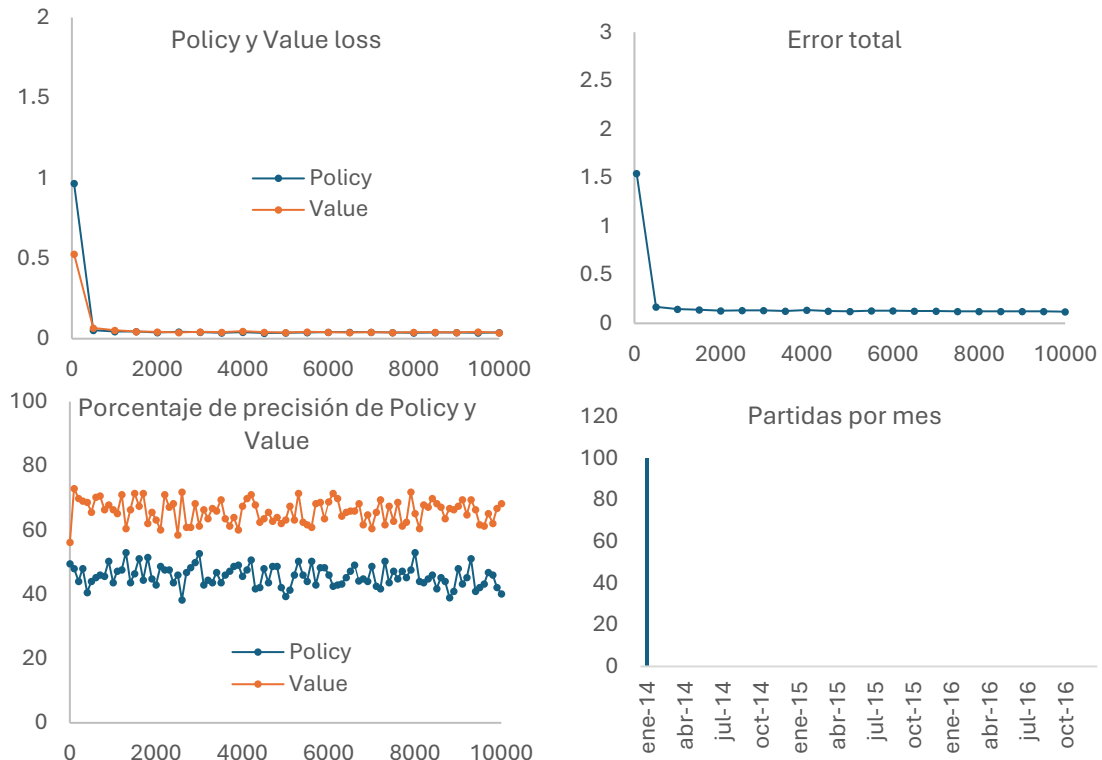 Policy y Value loss
2
1.5
1
0.5
0
0
2000
4000
6000
8000
10000
Policy
Value
Error total
3
2.5
2
1.5
1
0.5
0
0
2000
4000
6000
8000
10000
Porcentaje de precisión de Policy y
Value
100
80
60
40
20
0
0
2000
4000
6000
8000
10000
Policy
Value
Partidas por mes
120
100
80
60
40
20
0
ene-14
abr-14
jul-14
oct-14
ene-15
abr-15
jul-15
oct-15
ene-16
abr-16
jul-16
oct-16